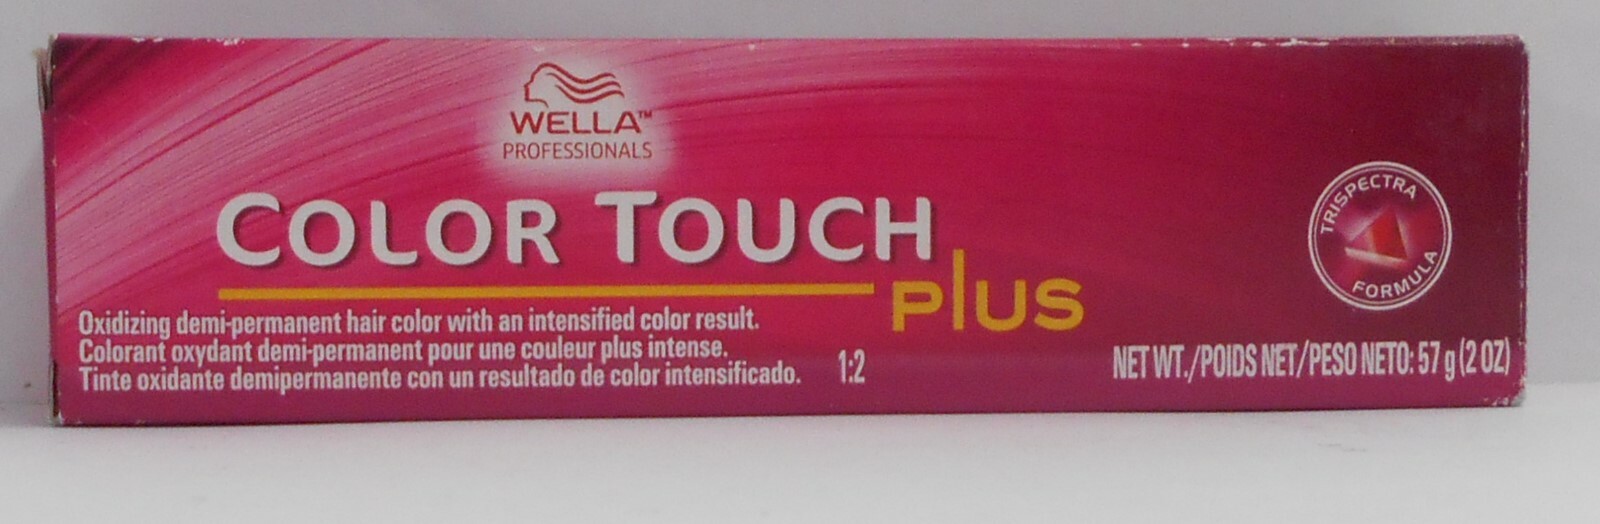 WELLA™
PROFESSIONALS
COLOR TOUCH
plus
Oxidizing demi-permanent hair color with an intensified color result.
Colorant oxydant demi-permanent pour une couleur plus intense.
Tinte oxidante demipermanente con un resultado de color intensificado.
1:2
TRISPECTRA
FORMULA
NET WT./POIDS NET/PESO NETO: 57 g (2 OZ)